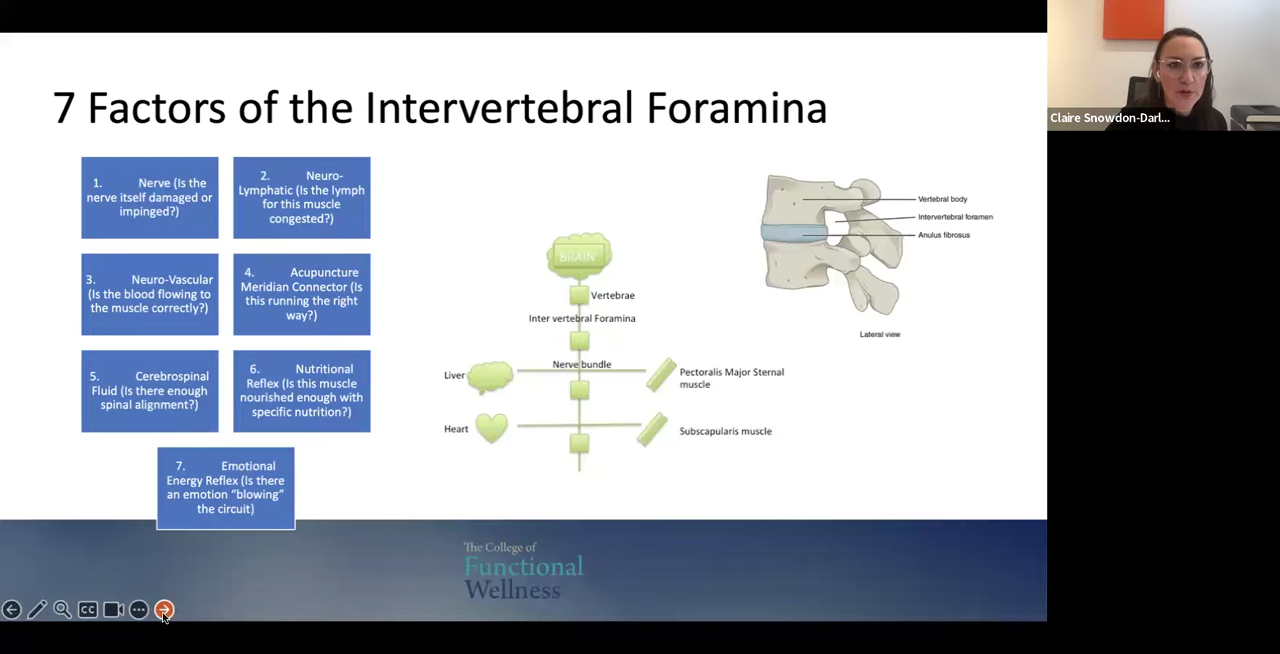 7 Factors of the Intervertebral Foramina
1. Nerve (Is the
nerve itself damaged or
impinged?)
2. Neuro-
Lymphatic (Is the lymph
for this muscle
congested?)
3. Neuro-Vascular
(Is the blood flowing to
the muscle correctly?)
4. Acupuncture
Meridian Connector (Is
this running the right
way?)
5. Cerebrospinal
Fluid (Is there enough
spinal alignment?)
6. Nutritional
Reflex (Is this muscle
nourished enough with
specific nutrition?)
7. Emotional
Energy Reflex (Is there
an emotion “blowing”
the circuit)
BRAIN
Vertebrae
Inter vertebral Foramina
Nerve bundle
Liver
Pectoralis Major Sternal
muscle
Heart
Subscapularis muscle
Vertebral body
Intervertebral foramen
Anulus fibrosus
Lateral view
The College of
Functional
Wellness
CC
Claire Snowdon-Darl...